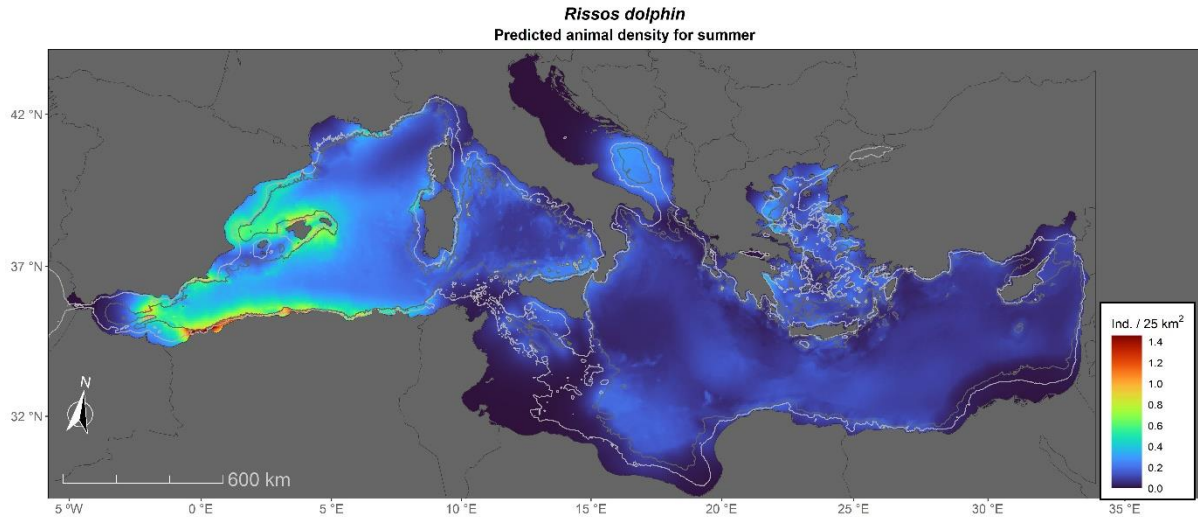 Rissos dolphin
Predicted animal density for summer
42 °N
37 °N
32 °N
N
600 km
Ind. / 25 km²
1.4
1.2
1.0
0.8
0.6
0.4
0.2
0.0
5 °W
0 °E
5 °E
10 °E
15 °E
20 °E
25 °E
30 °E
35 °E